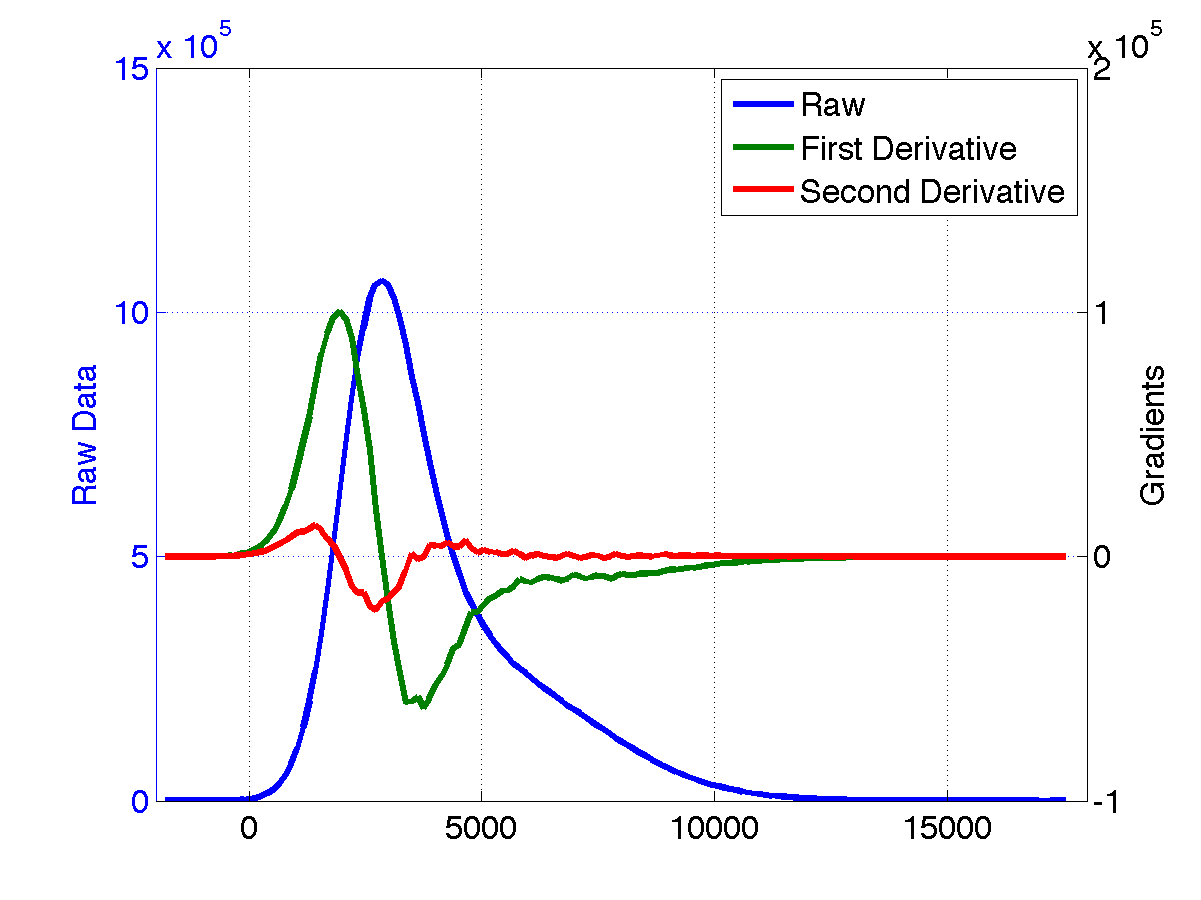 x 10^5
x 10^5
15
2
Raw
First Derivative
Second Derivative
10
1
Raw Data
Gradients
5
0
0
-1
0
5000
10000
15000